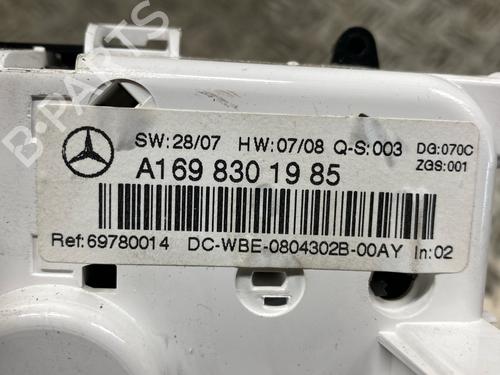 B-PARTS
SW:28/07 HW:07/08 Q-S:003 DG:070C
ZGS:001
A169 830 19 85
Ref:69780014 DC-WBE-0804302B-00AY In:02